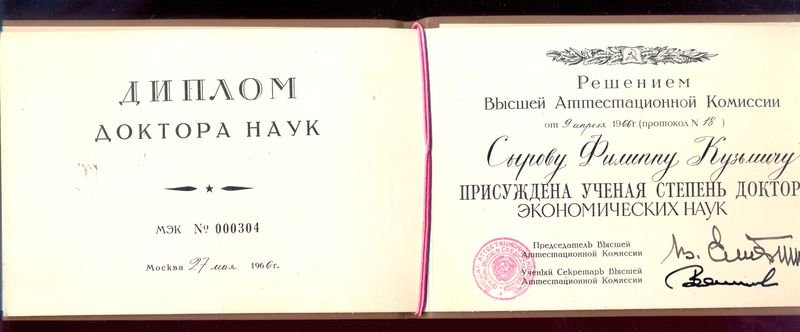 ДИПЛОМ
ДОКТОРА НАУК
МЭК № 000304
Москва 27 мая 1966г.
Решением
Высшей Аттестационной Комиссии
от 9 апреля 1966г. (протокол N 18 )
Сырову Филиппу Кузьмичу
ПРИСУЖДЕНА УЧЕНАЯ СТЕПЕНЬ ДОКТОР
ЭКОНОМИЧЕСКИХ НАУК
Председатель Высшей
Аттестационной Комиссии
Ученый Секретарь Высшей
Аттестационной Комиссии